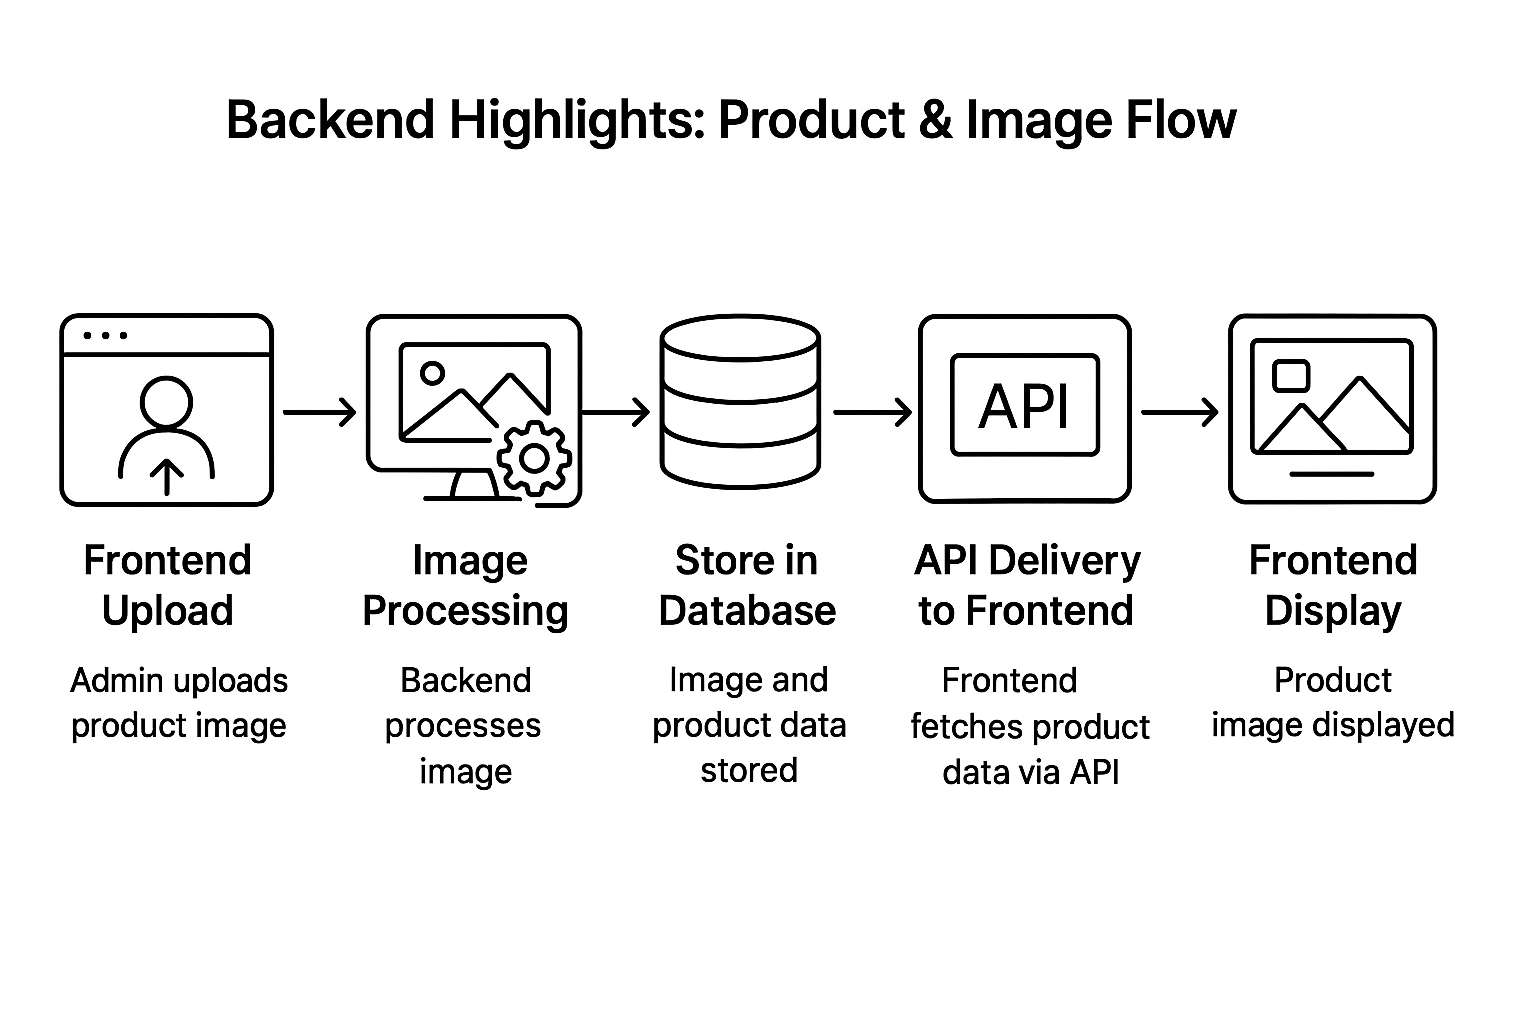 Backend Highlights: Product & Image Flow
API
Frontend
Upload
Admin uploads
product image
Image
Processing
Backend
processes
image
Store in
Database
Image and
product data
stored
API Delivery
to Frontend
Frontend
fetches product
data via API
Frontend
Display
Product
image displayed